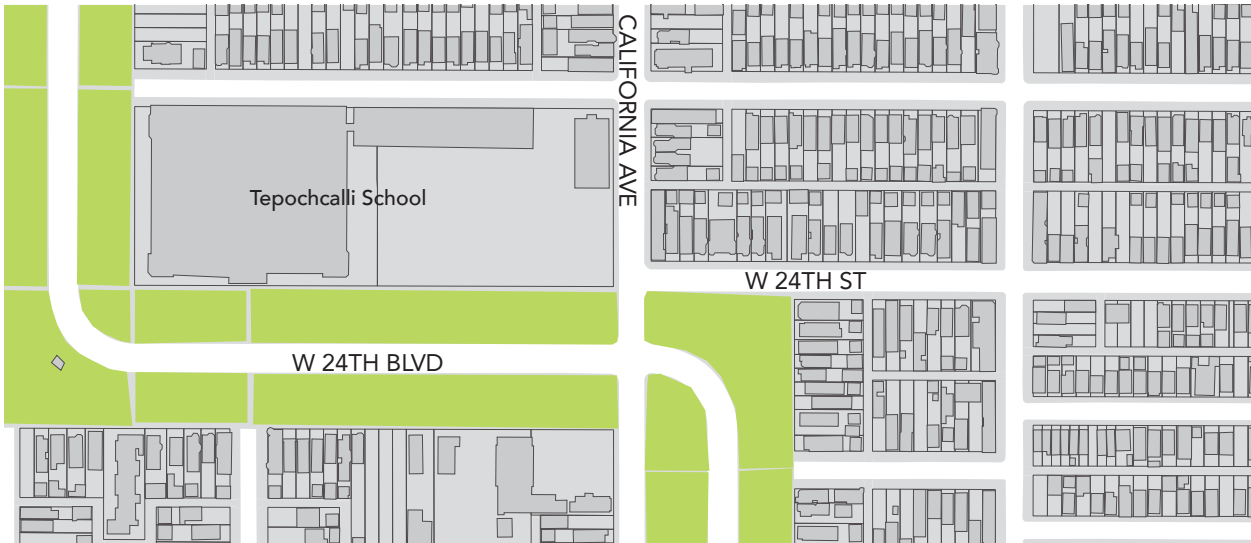 CALIFORNIA AVE
Tepochcalli School
W 24TH ST
W 24TH BLVD